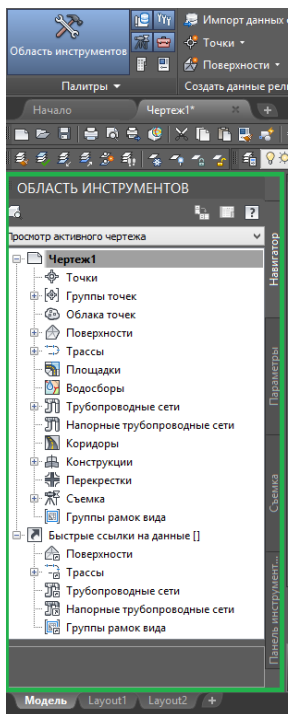 Область инструментов
Импорт данных
Точки
Поверхности
Палитры
Создать данные рел
Начало
Чертеж1*
ОБЛАСТЬ ИНСТРУМЕНТОВ
Просмотр активного чертежа
Чертеж1
Точки
Группы точек
Облака точек
Поверхности
Трассы
Площадки
Водосборы
Трубопроводные сети
Напорные трубопроводные сети
Коридоры
Конструкции
Перекрестки
Съемка
Группы рамок вида
Быстрые ссылки на данные []
Поверхности
Трассы
Трубопроводные сети
Напорные трубопроводные сети
Группы рамок вида
Навигатор
Параметры
Съемка
Панель инструмент...
Модель
Layout1
Layout2
+